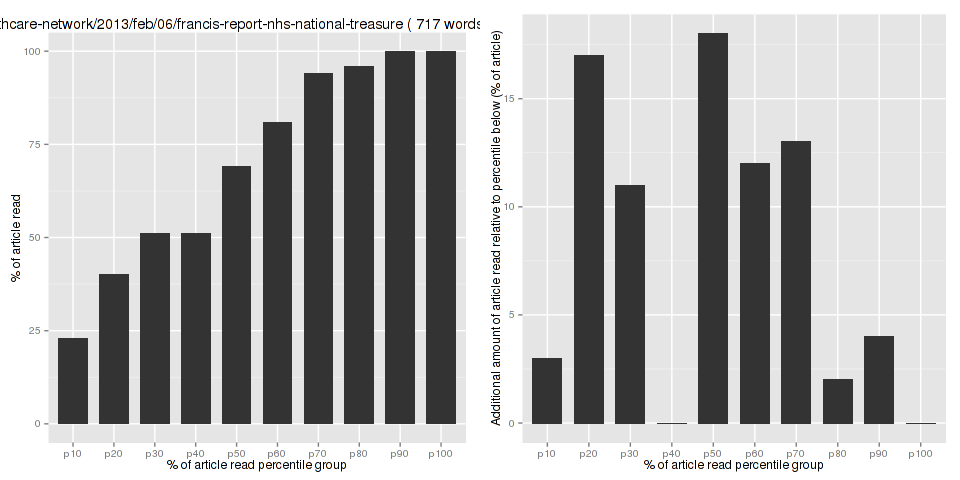 thcare-network/2013/feb/06/francis-report-nhs-national-treasure ( 717 words
% of article read
100
75
50
25
0
p10 p20 p30 p40 p50 p60 p70 p80 p90 p100
% of article read percentile group
Additional amount of article read relative to percentile below (% of article)
15
10
5
0
p10 p20 p30 p40 p50 p60 p70 p80 p90 p100
% of article read percentile group